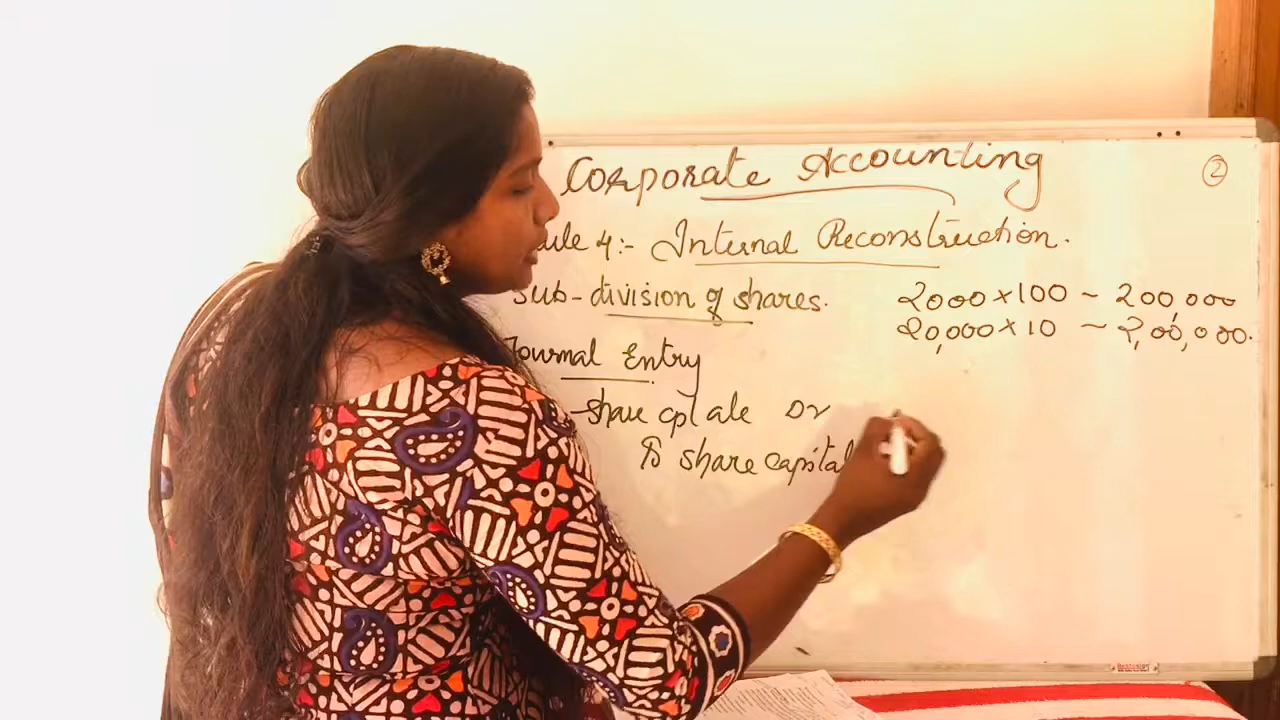 Corporate Accounting
2
ule 4:- Internal Reconstruction.
Sub-division of shares.
2000 × 100 - 200,000
20,000 × 10 - 2,00,000.
Journal Entry
share cpl a/c Dr
To share capital